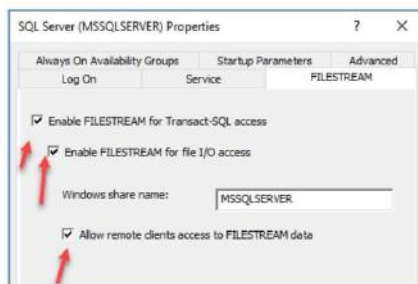 SQL Server (MSSQLSERVER) Properties ? X
Always On Availability Groups Startup Parameters Advanced
Log On Service FILESTREAM
Enable FILESTREAM for Transact-SQL access
Enable FILESTREAM for file I/O access
Windows share name: MSSQLSERVER
Allow remote clients access to FILESTREAM data